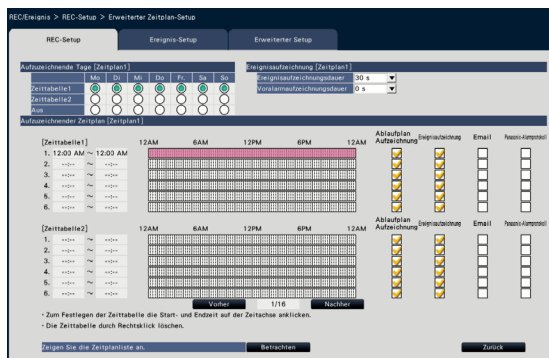 REC/Ereignis > REC-Setup > Erweiterter Zeitplan-Setup
REC-Setup Ereignis-Setup Erweiterter Setup
Aufzuzeichnende Tage [Zeitplan1] Ereignisaufzeichnung [Zeitplan1]
Mo Di Mi Do Fr. Sa So
Ereignisaufzeichnungsdauer 30 s
Zeittabelle1 Voralarmaufzeichnungsdauer 0 s
Zeittabelle2
Aus
Aufzuzeichnender Zeitplan [Zeitplan1]
[Zeittabelle1] 12AM 6AM 12PM 6PM 12AM Ablaufplan Aufzeichnung Ereignisaufzeichnung Email Panasonic-Alarmprotokoll
1. 12:00 AM ~ 12:00 AM
2. --:-- ~ --:--
3. --:-- ~ --:--
4. --:-- ~ --:--
5. --:-- ~ --:--
6. --:-- ~ --:--
[Zeittabelle2] 12AM 6AM 12PM 6PM 12AM Ablaufplan Aufzeichnung Ereignisaufzeichnung Email Panasonic-Alarmprotokoll
1. --:-- ~ --:--
2. --:-- ~ --:--
3. --:-- ~ --:--
4. --:-- ~ --:--
5. --:-- ~ --:--
6. --:-- ~ --:--
Vorher 1/16 Nachher
· Zum Festlegen der Zeittabelle die Start- und Endzeit auf der Zeitachse anklicken.
· Die Zeittabelle durch Rechtsklick löschen.
Zeigen Sie die Zeitplanliste an. Betrachten Zurück